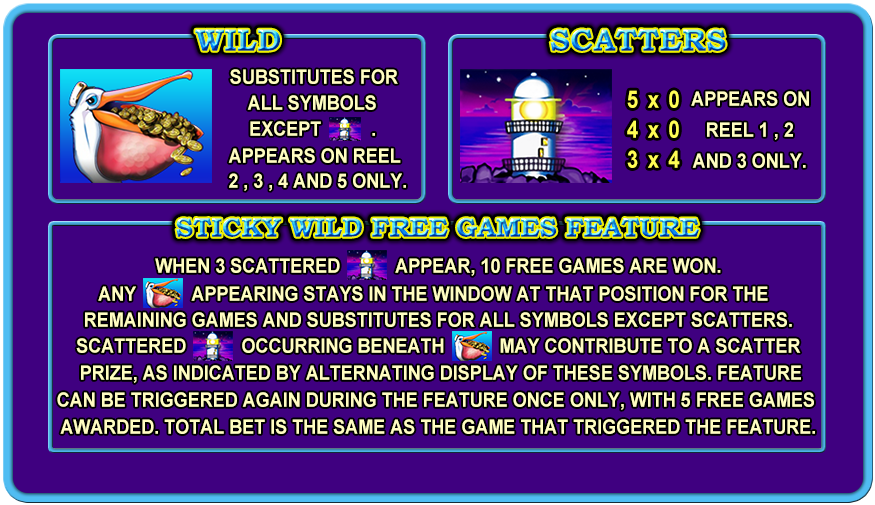 WILD
SUBSTITUTES FOR
ALL SYMBOLS
EXCEPT .
APPEARS ON REEL
2 , 3 , 4 AND 5 ONLY.
SCATTERS
5 x 0 APPEARS ON
4 x 0 REEL 1 , 2
3 x 4 AND 3 ONLY.
STICKY WILD FREE GAMES FEATURE
WHEN 3 SCATTERED APPEAR, 10 FREE GAMES ARE WON.
ANY APPEARING STAYS IN THE WINDOW AT THAT POSITION FOR THE
REMAINING GAMES AND SUBSTITUTES FOR ALL SYMBOLS EXCEPT SCATTERS.
SCATTERED OCCURRING BENEATH MAY CONTRIBUTE TO A SCATTER
PRIZE, AS INDICATED BY ALTERNATING DISPLAY OF THESE SYMBOLS. FEATURE
CAN BE TRIGGERED AGAIN DURING THE FEATURE ONCE ONLY, WITH 5 FREE GAMES
AWARDED. TOTAL BET IS THE SAME AS THE GAME THAT TRIGGERED THE FEATURE.